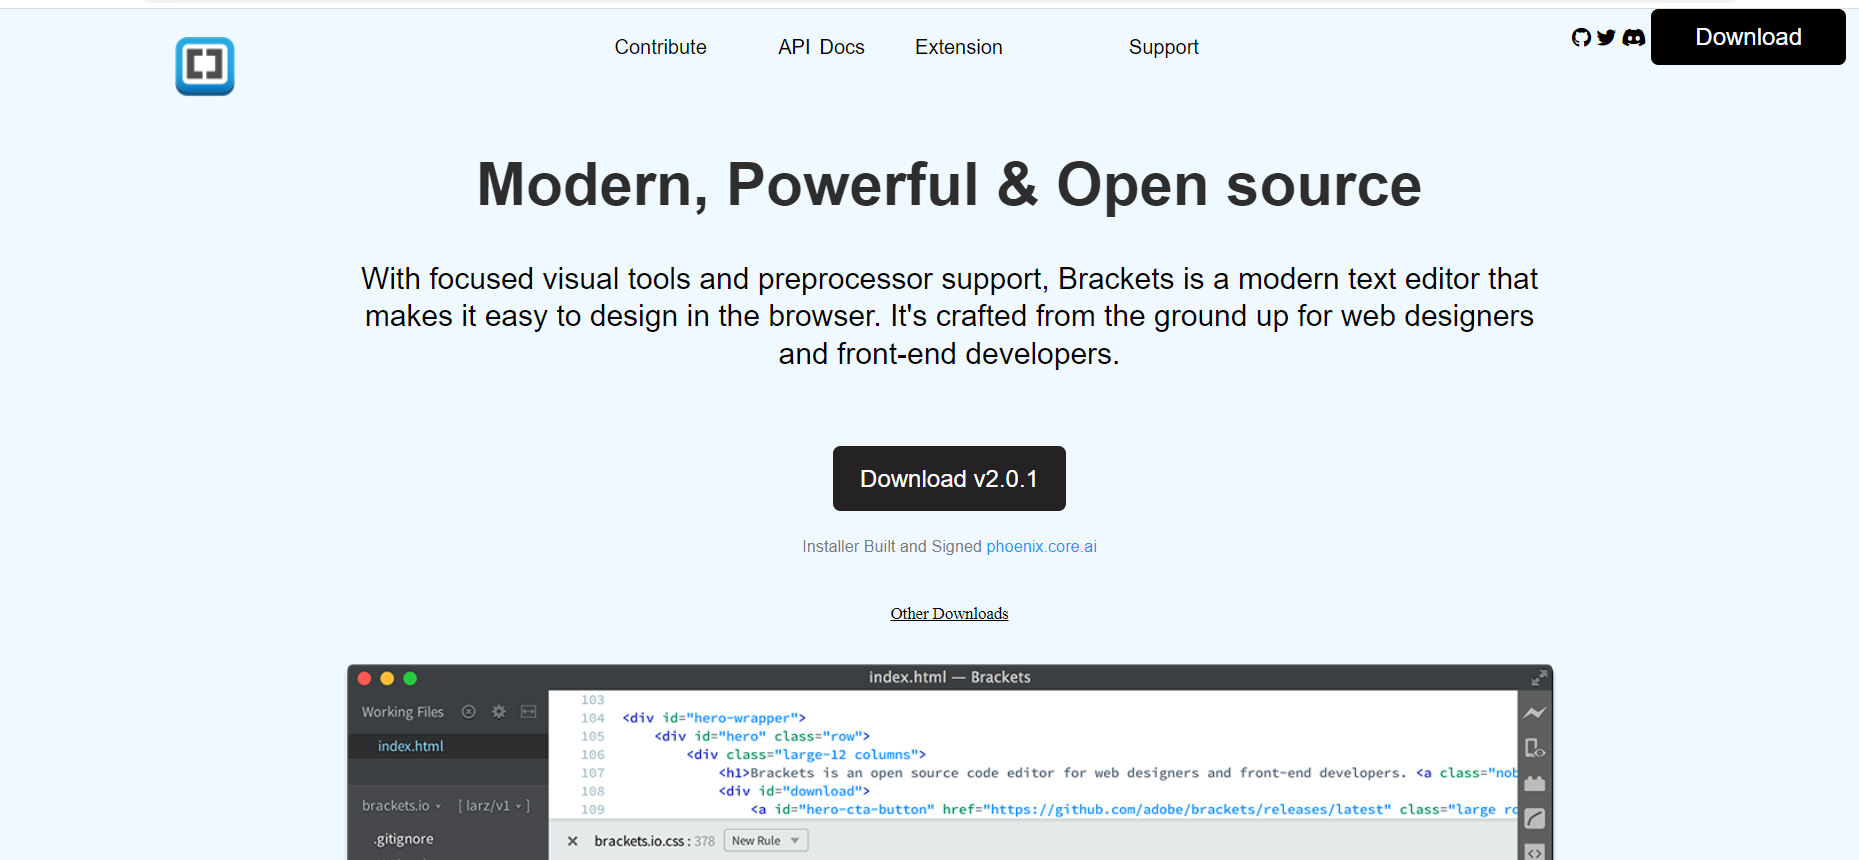 Contribute API Docs Extension Support Download
Modern, Powerful & Open source
With focused visual tools and preprocessor support, Brackets is a modern text editor that
makes it easy to design in the browser. It's crafted from the ground up for web designers
and front-end developers.
Download v2.0.1
Installer Built and Signed phoenix.core.ai
Other Downloads
index.html — Brackets
Working Files
index.html
brackets.io [ larz/v1 ]
.gitignore
103
104 <div id="hero-wrapper">
105 <div id="hero" class="row">
106 <div class="large-12 columns">
107 <h1>Brackets is an open source code editor for web designers and front-end developers. <a class="nob
108 <div id="download">
109 <a id="hero-cta-button" href="https://github.com/adobe/brackets/releases/latest" class="large ro
brackets.io.css : 378 New Rule